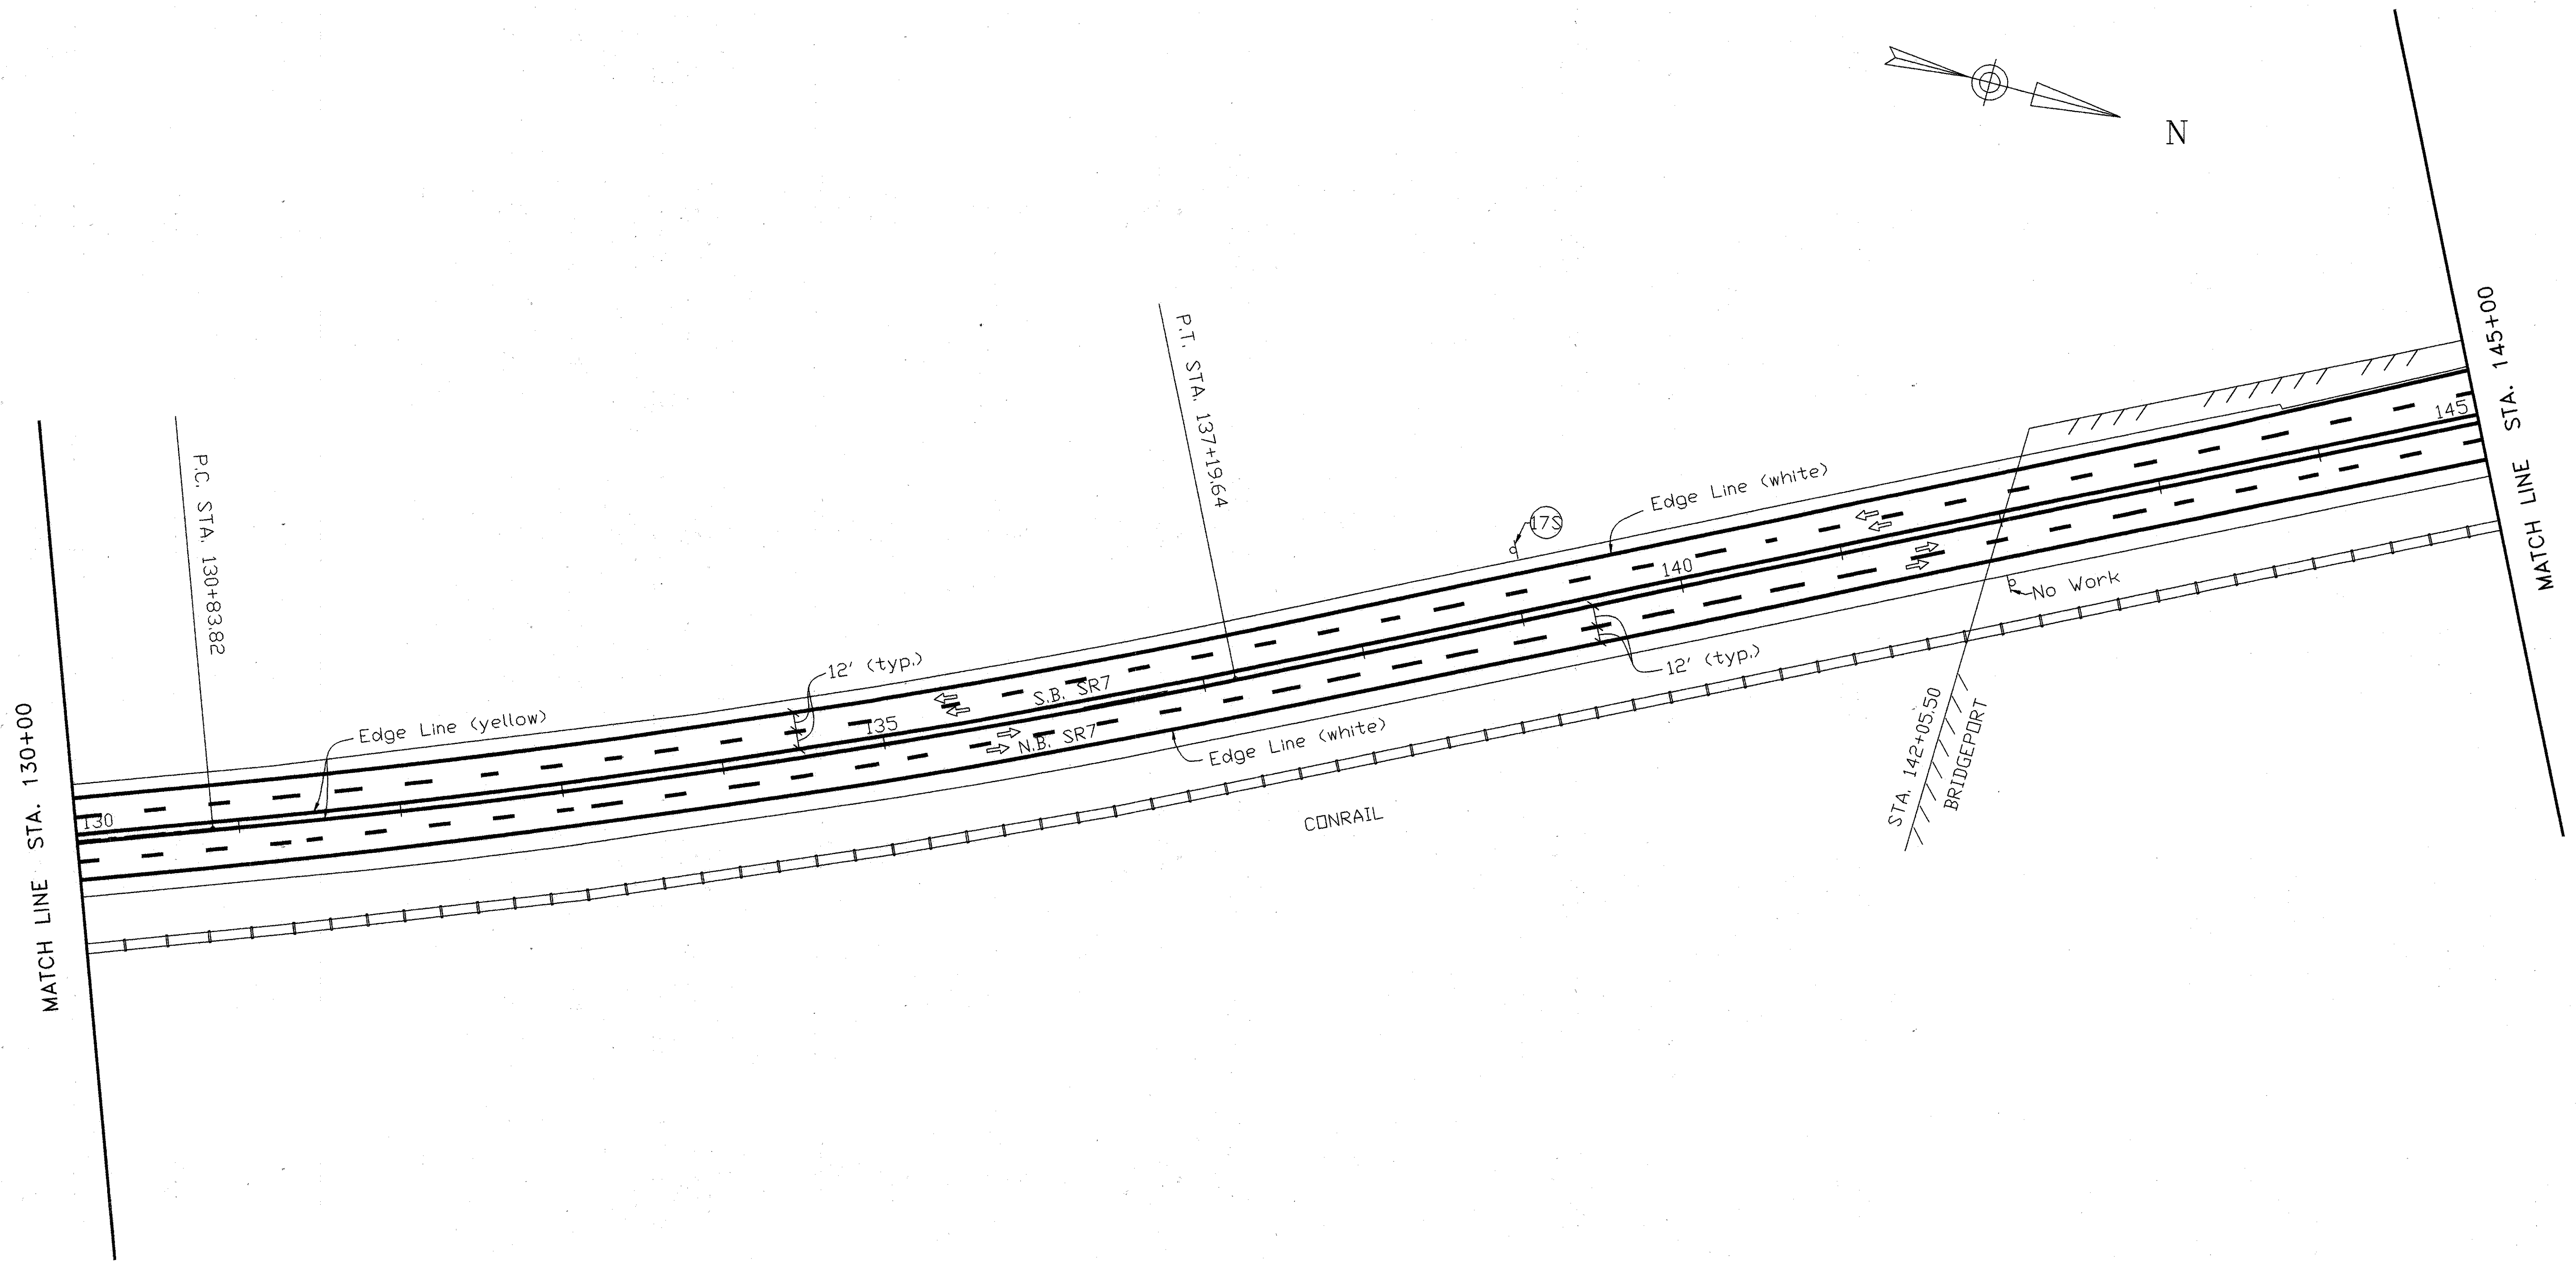 N
MATCH LINE STA. 130+00
P.C. STA. 130+83.82
P.T. STA. 137+19.64
MATCH LINE STA. 145+00
145
Edge Line (white)
17S
140
No Work
12' (typ.)
12' (typ.)
S.B. SR7
135
N.B. SR7
Edge Line (yellow)
Edge Line (white)
130
CONRAIL
STA. 142+05.50
BRIDGEPORT